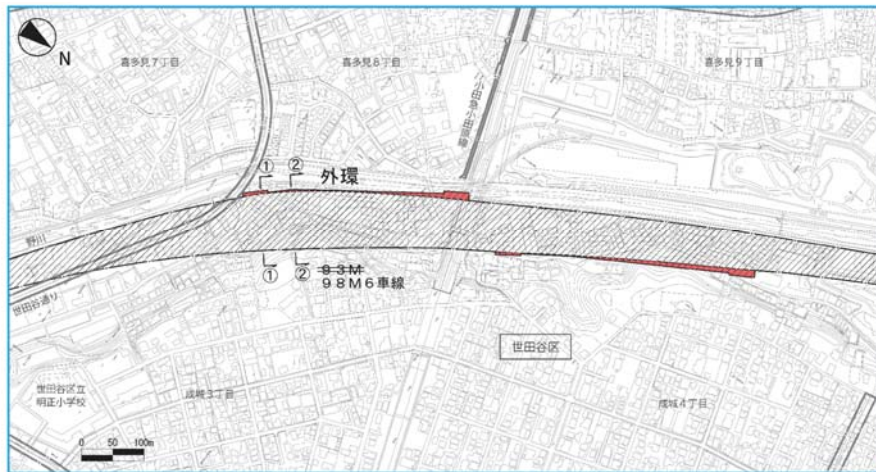 N
喜多見7丁目
喜多見8丁目
喜多見9丁目
小田急小田原線
①
②
外環
野川
①
②
93M
98M6車線
世田谷通り
世田谷区
世田谷区立
明正小学校
成城3丁目
成城4丁目
0 50 100m